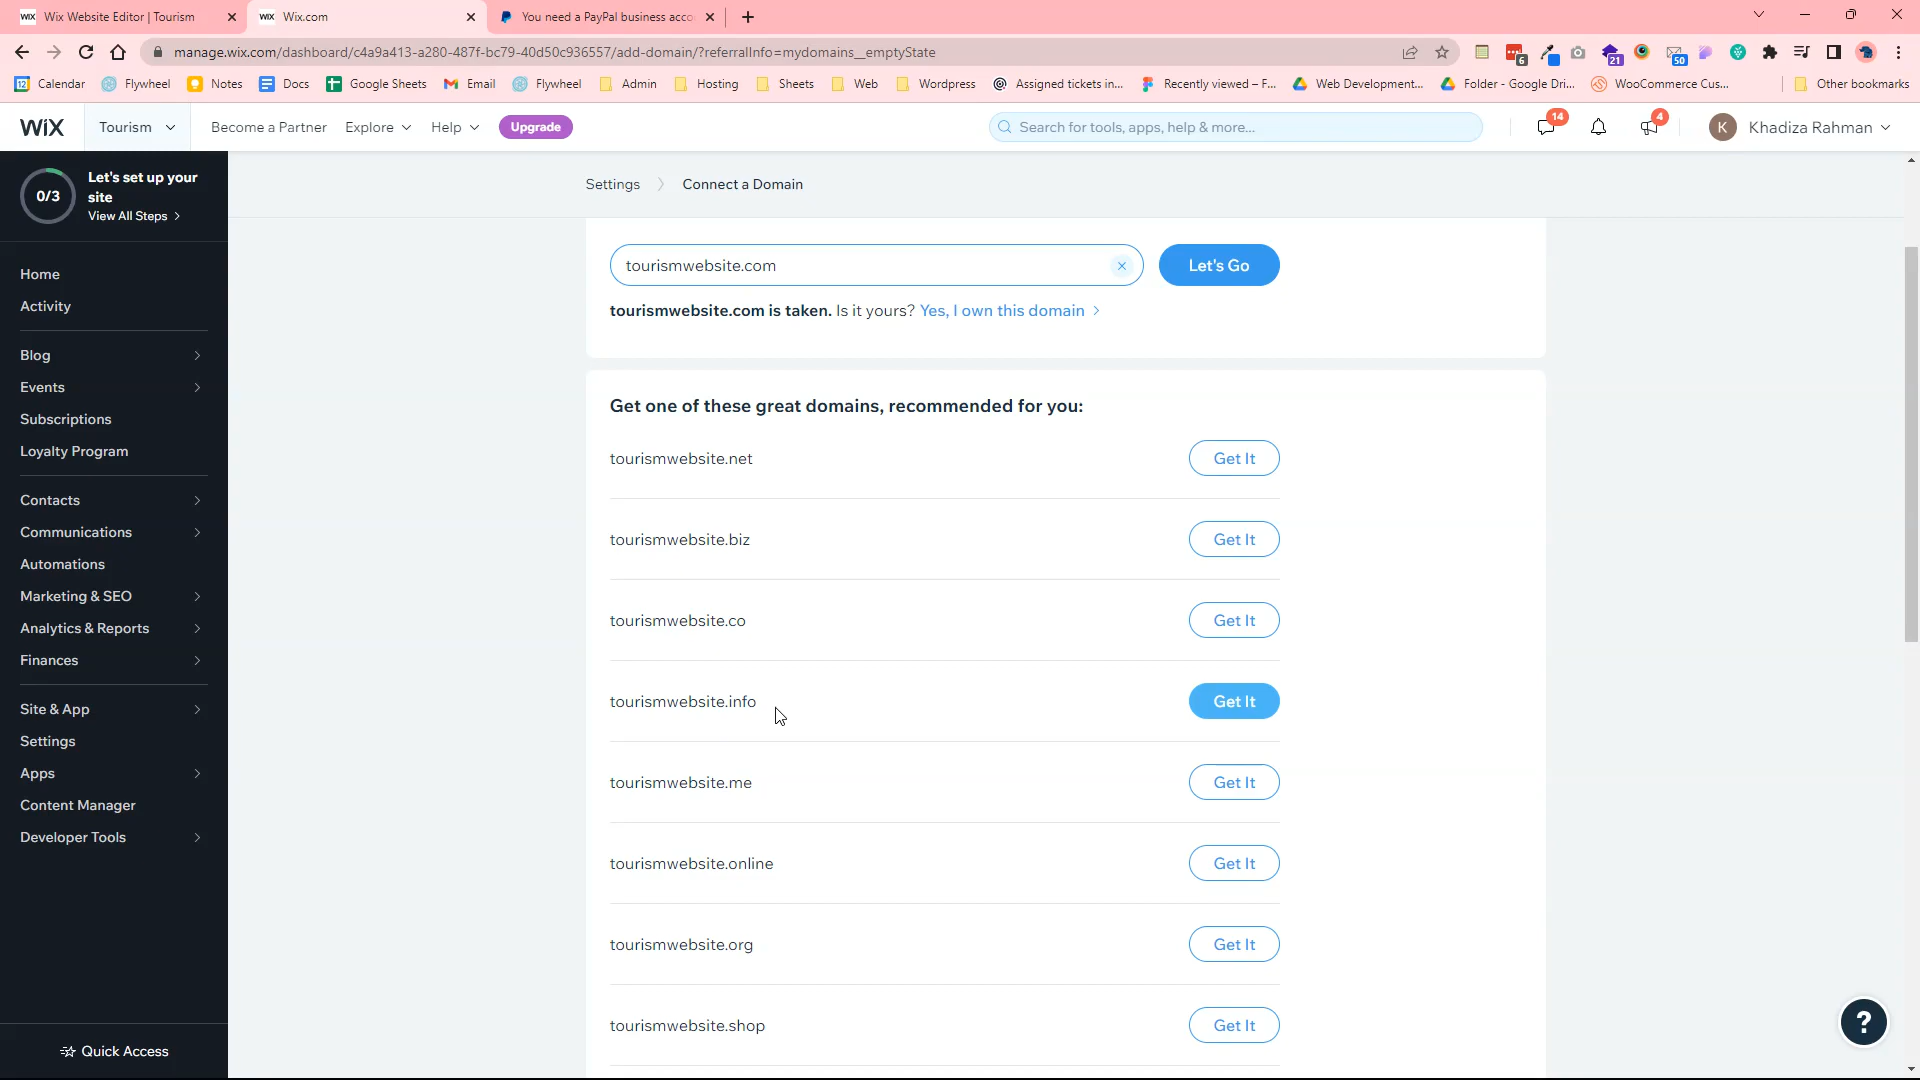 WIX Wix Website Editor | Tourism
WIX Wix.com
You need a PayPal business acco
manage.wix.com/dashboard/c4a9a413-a280-487f-bc79-40d50c936557/add-domain/?referralInfo=mydomains__emptyState
6
21
50
12 Calendar
Flywheel
Notes
Docs
Google Sheets
Email
Flywheel
Admin
Hosting
Sheets
Web
Wordpress
Assigned tickets in...
Recently viewed – F...
Web Development...
Folder - Google Dri...
WooCommerce Cus...
Other bookmarks
WIX
Tourism
Become a Partner
Explore
Help
Upgrade
Search for tools, apps, help & more...
14
4
K
Khadiza Rahman
0/3
Let's set up your
site
View All Steps
Home
Activity
Blog
Events
Subscriptions
Loyalty Program
Contacts
Communications
Automations
Marketing & SEO
Analytics & Reports
Finances
Site & App
Settings
Apps
Content Manager
Developer Tools
Quick Access
Settings > Connect a Domain
tourismwebsite.com
Let's Go
tourismwebsite.com is taken. Is it yours? Yes, I own this domain >
Get one of these great domains, recommended for you:
tourismwebsite.net Get It
tourismwebsite.biz Get It
tourismwebsite.co Get It
tourismwebsite.info Get It
tourismwebsite.me Get It
tourismwebsite.online Get It
tourismwebsite.org Get It
tourismwebsite.shop Get It
?